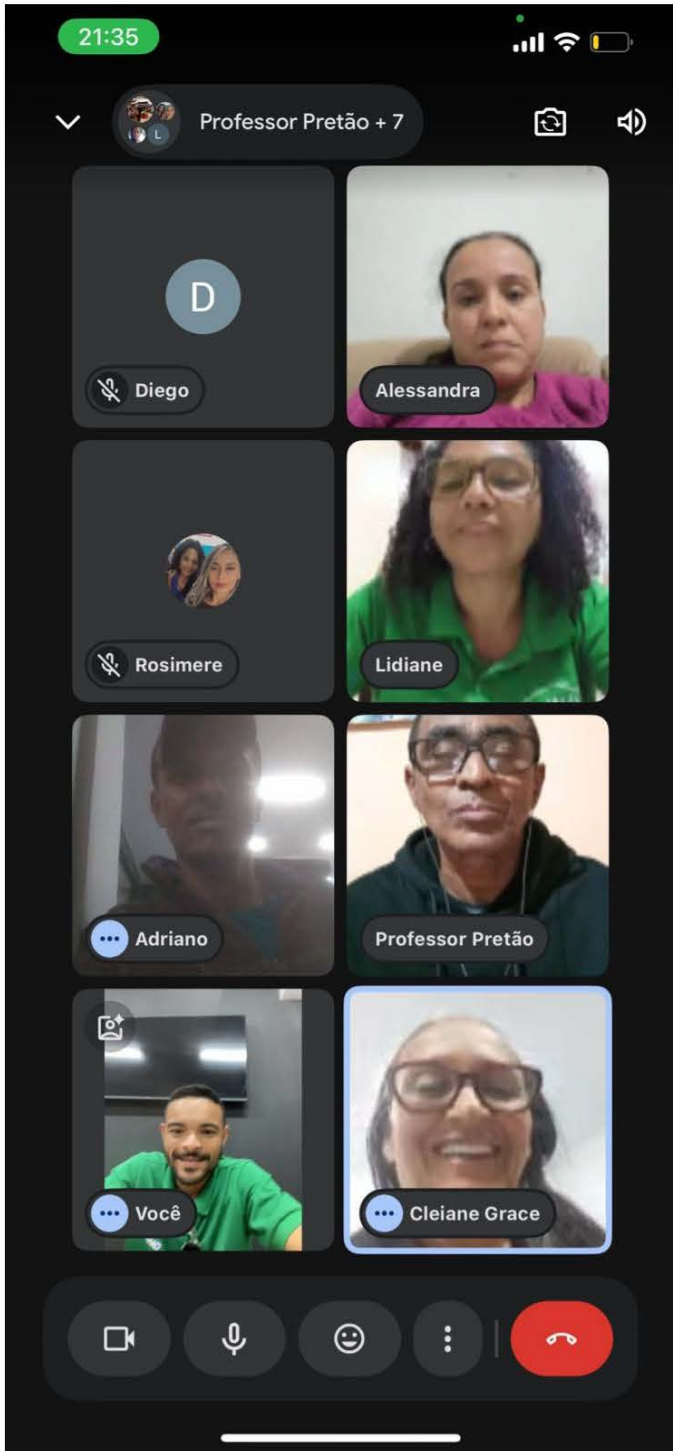 21:35
Professor Pretão + 7
L
D
Diego
Alessandra
Rosimere
Lidiane
Adriano
Professor Pretão
Você
Cleiane Grace